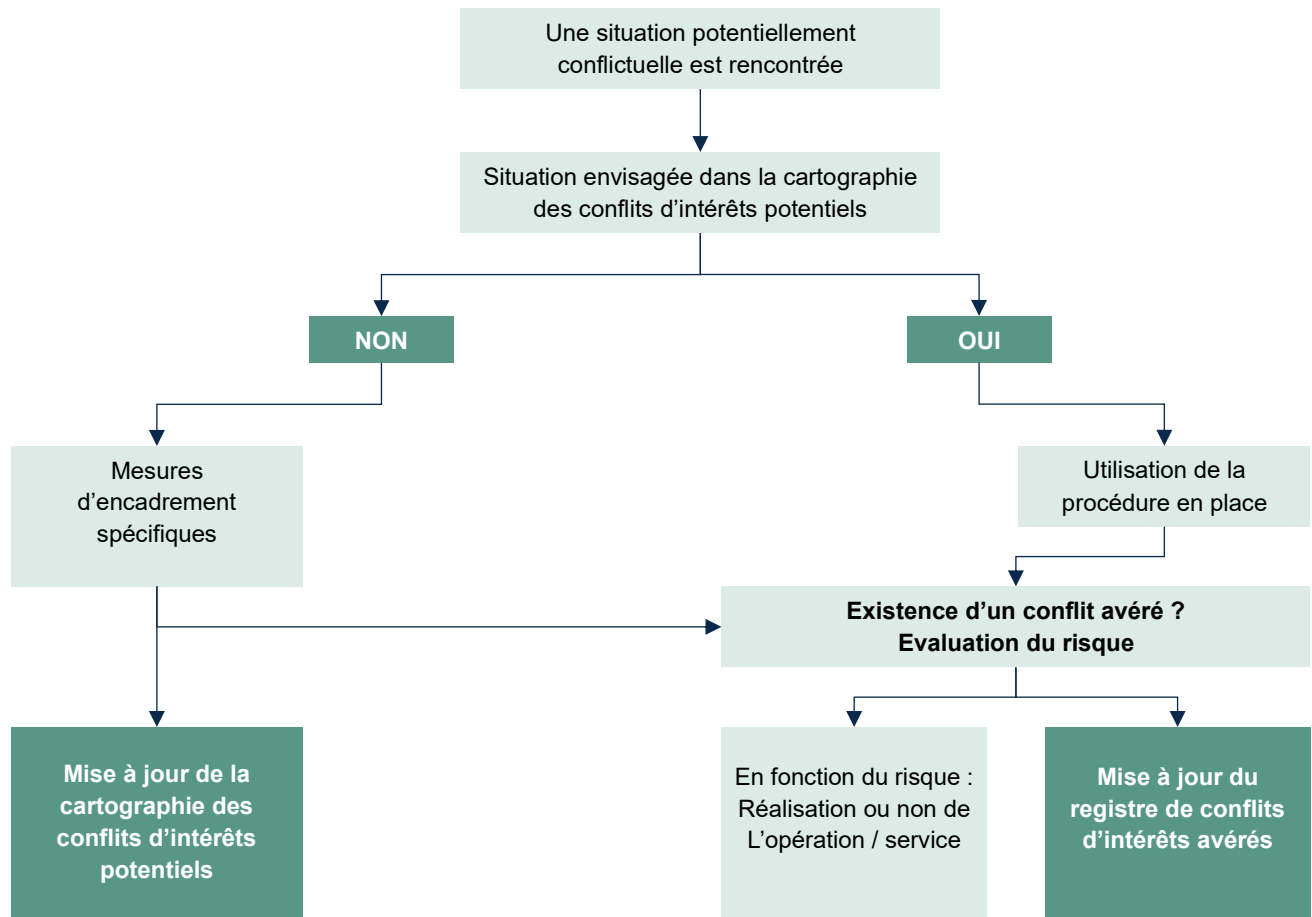 Une situation potentiellement
conflictuelle est rencontrée
Situation envisagée dans la cartographie
des conflits d’intérêts potentiels
NON
OUI
Mesures
d’encadrement
spécifiques
Utilisation de la
procédure en place
Existence d’un conflit avéré ?
Evaluation du risque
Mise à jour de la
cartographie des
conflits d’intérêts
potentiels
En fonction du risque :
Réalisation ou non de
L’opération / service
Mise à jour du
registre de conflits
d’intérêts avérés